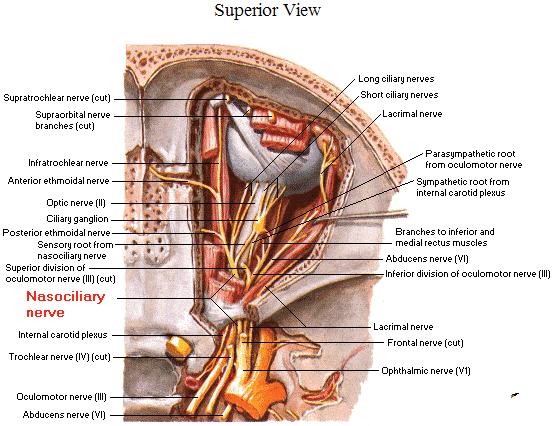 Superior View
Supratrochlear nerve (cut)
Supraorbital nerve
branches (cut)
Infratrochlear nerve
Anterior ethmoidal nerve
Optic nerve (II)
Ciliary ganglion
Posterior ethmoidal nerve
Sensory root from
nasociliary nerve
Superior division of
oculomotor nerve (III) (cut)
Nasociliary
nerve
Internal carotid plexus
Trochlear nerve (IV) (cut)
Oculomotor nerve (III)
Abducens nerve (VI)
Long ciliary nerves
Short ciliary nerves
Lacrimal nerve
Parasympathetic root
from oculomotor nerve
Sympathetic root from
internal carotid plexus
Branches to inferior and
medial rectus muscles
Abducens nerve (VI)
Inferior division of oculomotor nerve (III)
Lacrimal nerve
Frontal nerve (cut)
Ophthalmic nerve (V1)